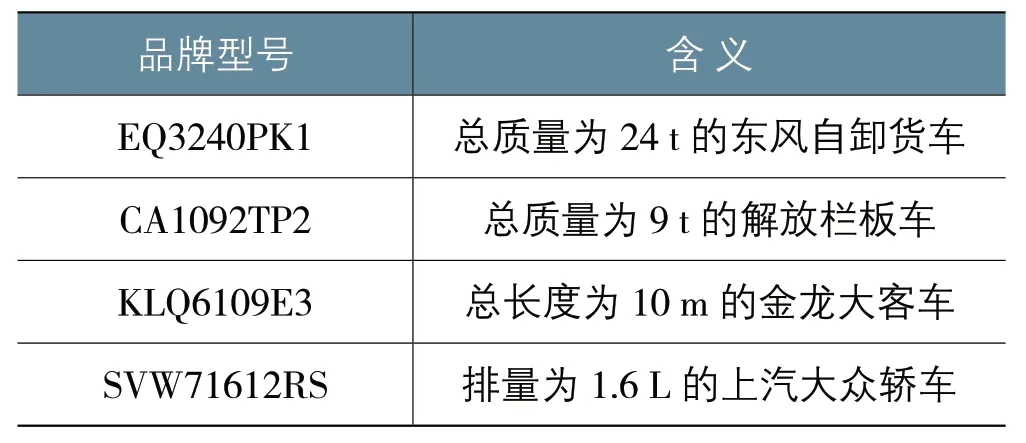 品牌型号 含义
EQ3240PK1 总质量为 24 t 的东风自卸货车
CA1092TP2 总质量为 9 t 的解放栏板车
KLQ6109E3 总长度为 10 m 的金龙大客车
SVW71612RS 排量为 1.6 L 的上汽大众轿车